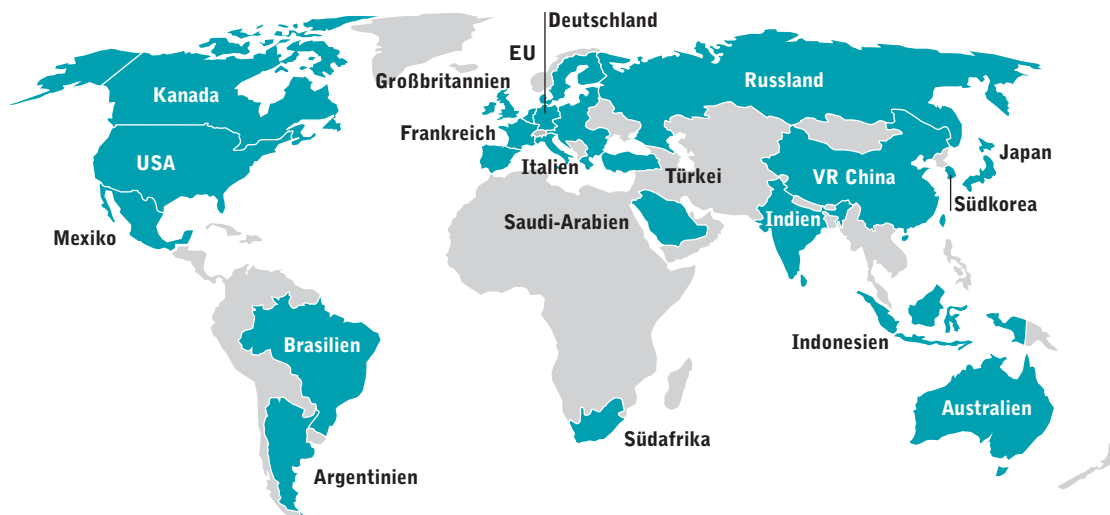 Deutschland
EU
Großbritannien
Kanada
Russland
Frankreich
USA
Italien
Türkei
Japan
VR China
Südkorea
Saudi-Arabien
Indien
Mexiko
Indonesien
Brasilien
Australien
Südafrika
Argentinien